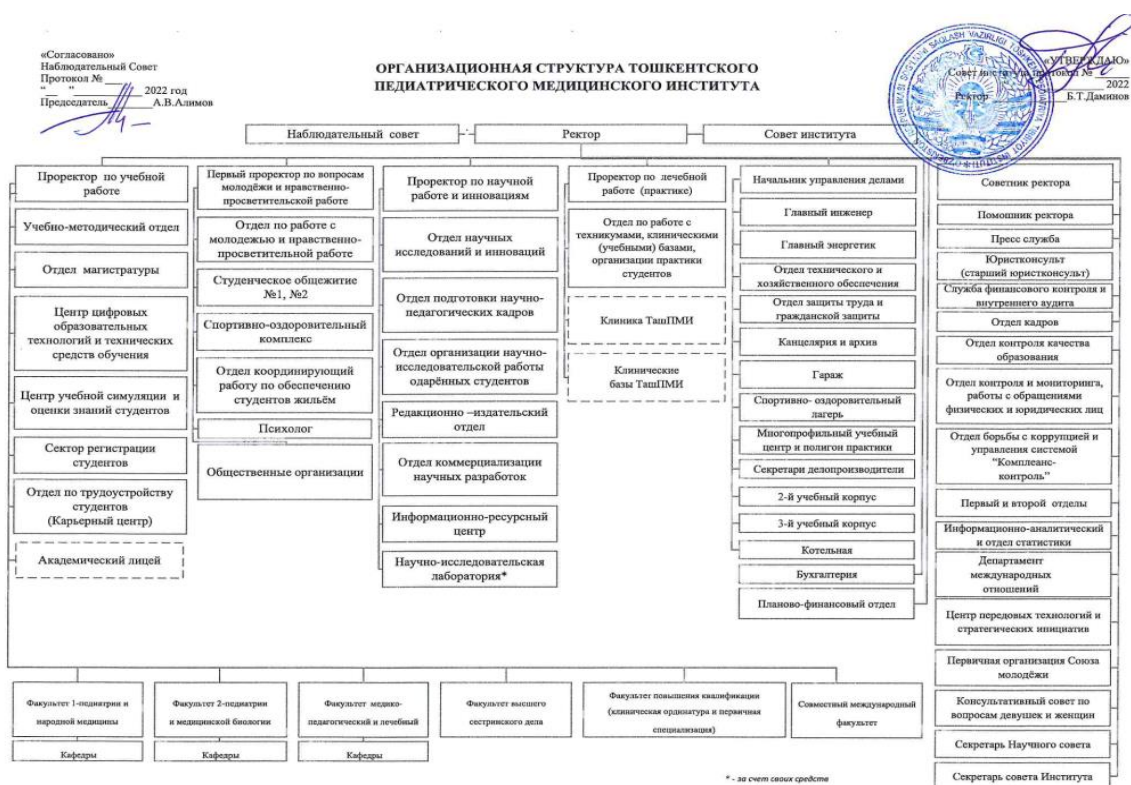 «Согласовано»
Наблюдательный Совет
Протокол № ___
"__ "__________ 2022 год
Председатель________А.В.Алимов
ОРГАНИЗАЦИОННАЯ СТРУКТУРА ТОШКЕНТСКОГО
ПЕДИАТРИЧЕСКОГО МЕДИЦИНСКОГО ИНСТИТУТА
«УТВЕРЖДАЮ»
Совет института протокол №
2022
Ректор __________Б.Т.Даминов
Наблюдательный совет
Ректор
Совет института
Проректор по учебной
работе
Учебно-методический отдел
Отдел магистратуры
Центр цифровых
образовательных
технологий и технических
средств обучения
Центр учебной симуляции и
оценки знаний студентов
Сектор регистрации
студентов
Отдел по трудоустройству
студентов
(Карьерный центр)
Академический лицей
Первый проректор по вопросам
молодёжи и нравственно-
просветительской работе
Отдел по работе с
молодежью и нравственно-
просветительной работе
Студенческое общежитие
№1, №2
Спортивно-оздоровительный
комплекс
Отдел координирующий
работу по обеспечению
студентов жильём
Психолог
Общественные организации
Проректор по научной
работе и инновациям
Отдел научных
исследований и инноваций
Отдел подготовки научно-
педагогических кадров
Отдел организации научно-
исследовательской работы
одарённых студентов
Редакционно –издательский
отдел
Отдел коммерциализации
научных разработок
Информационно-ресурсный
центр
Научно-исследовательская
лаборатория*
Проректор по лечебной
работе (практике)
Отдел по работе с
техникумами, клиническими
(учебными) базами,
организации практики
студентов
Клиника ТашПМИ
Клинические
базы ТашПМИ
Начальник управления делами
Главный инженер
Главный энергетик
Отдел технического и
хозяйственного обеспечения
Отдел защиты труда и
гражданской защиты
Канцелярия и архив
Гараж
Спортивно- оздоровительный
лагерь
Многопрофильный учебный
центр и полигон практики
Секретари делопроизводители
2-й учебный корпус
3-й учебный корпус
Котельная
Бухгалтерия
Планово-финансовый отдел
Советник ректора
Помошник ректора
Пресс служба
Юристконсульт
(старший юристконсульт)
Служба финансового контроля и
внутреннего аудита
Отдел кадров
Отдел контроля качества
образования
Отдел контроля и мониторинга,
работы с обращениями
физических и юридических лиц
Отдел борьбы с коррупцией и
управления системой
"Комплеанс-
контроль"
Первый и второй отделы
Информационно-аналитический
и отдел статистики
Департамент
международных
отношений
Центр передовых технологий и
стратегических инициатив
Первичная организация Союза
молодёжи
Консультативный совет по
вопросам девушек и женщин
Секретарь Научного совета
Секретарь совета Института
Факультет 1-педиатрии и
народной медицины
Кафедры
Факультет 2-педиатрии
и медицинской биологии
Кафедры
Факультет медико-
педагогический и лечебный
Кафедры
Факультет высшего
сестринского дела
Факультет повышения квалификации
(клиническая ординатура и первичная
специализация)
Совместный международный
факультет
* - за счет своих средств